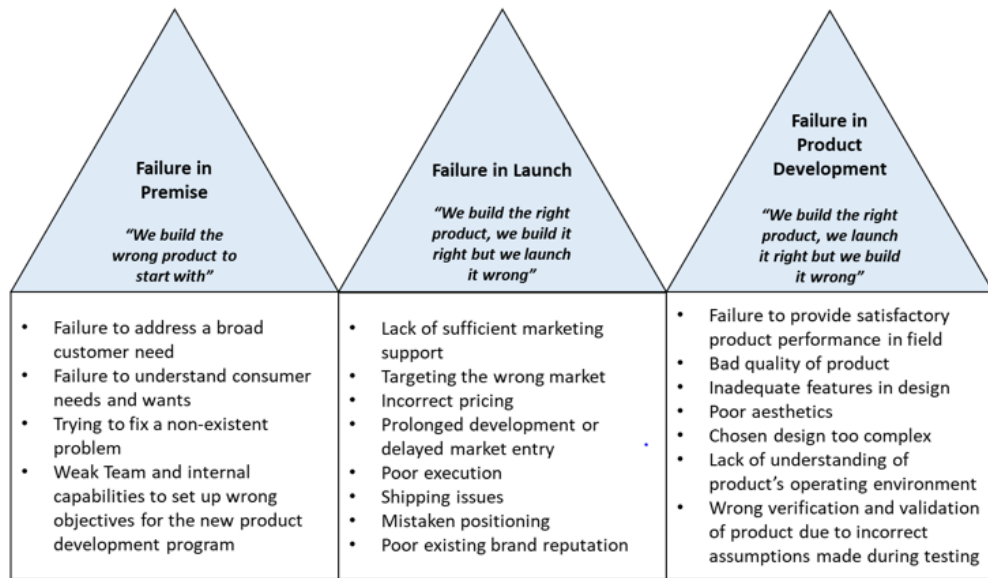 Failure in
Premise
“We build the
wrong product to
start with”
• Failure to address a broad
customer need
• Failure to understand consumer
needs and wants
• Trying to fix a non-existent
problem
• Weak Team and internal
capabilities to set up wrong
objectives for the new product
development program
Failure in Launch
“We build the right
product, we build it
right but we launch
it wrong”
• Lack of sufficient marketing
support
• Targeting the wrong market
• Incorrect pricing
• Prolonged development or
delayed market entry
• Poor execution
• Shipping issues
• Mistaken positioning
• Poor existing brand reputation
Failure in
Product
Development
“We build the right
product, we launch
it right but we build
it wrong”
• Failure to provide satisfactory
product performance in field
• Bad quality of product
• Inadequate features in design
• Poor aesthetics
• Chosen design too complex
• Lack of understanding of
product’s operating environment
• Wrong verification and validation
of product due to incorrect
assumptions made during testing